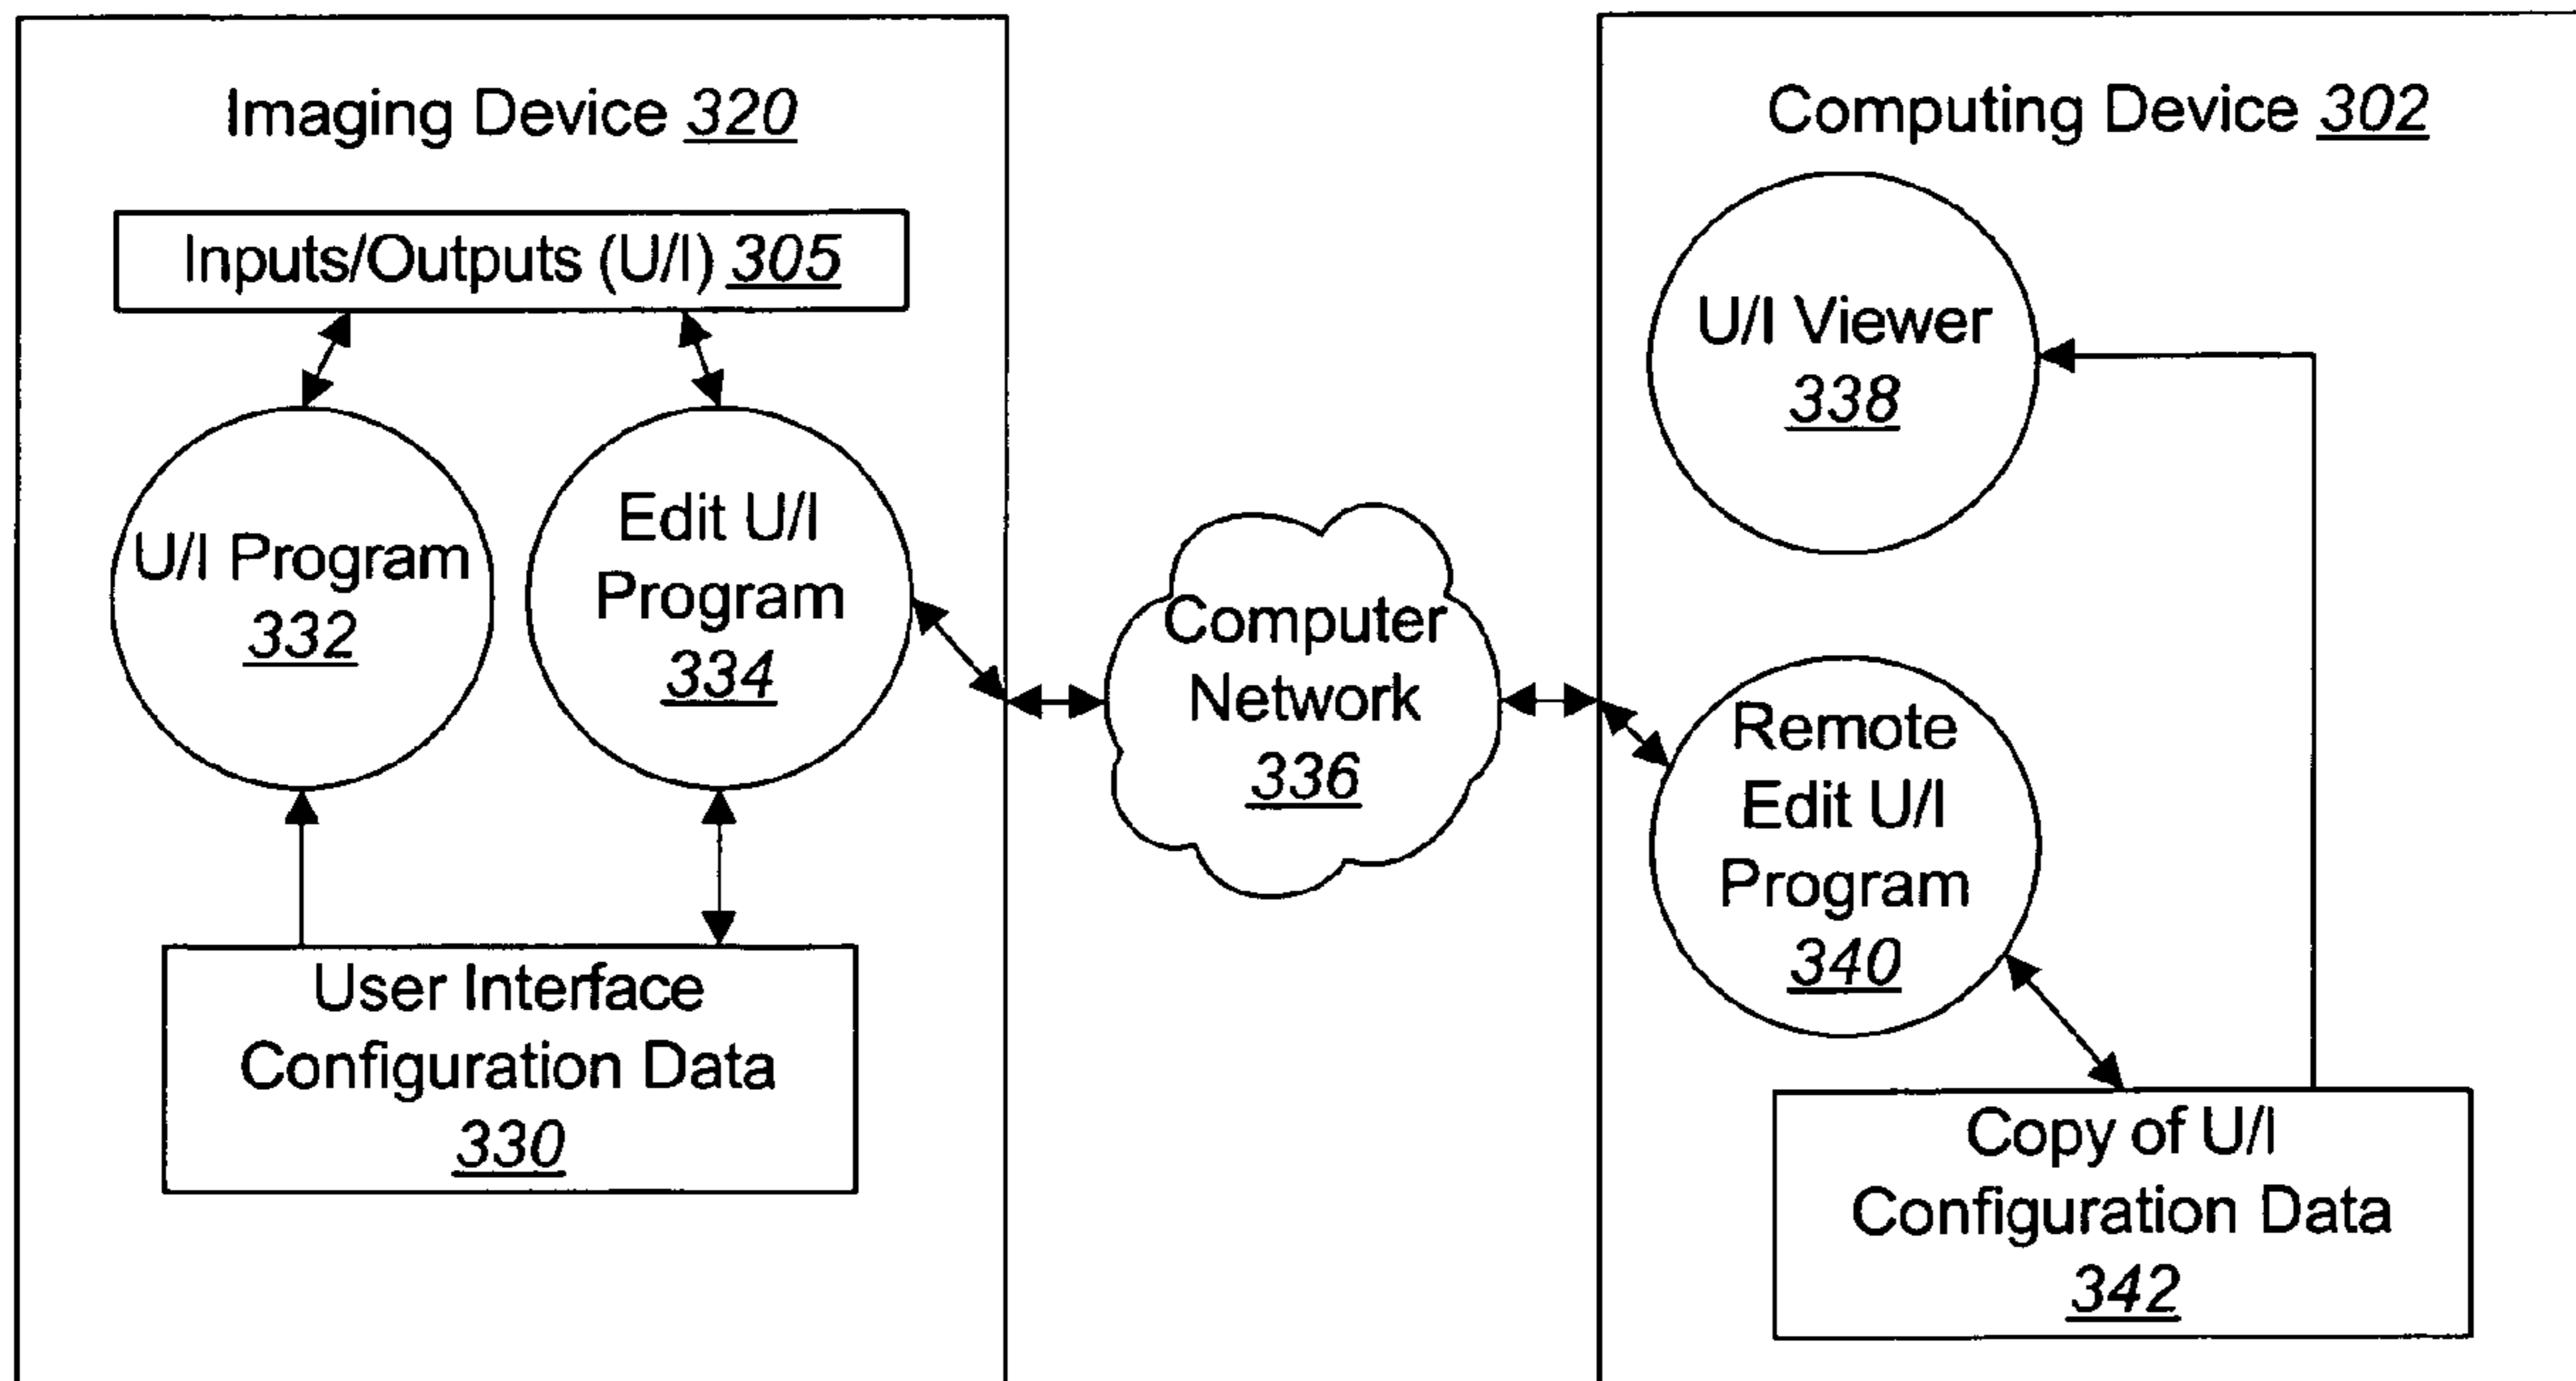 Imaging Device 320
Inputs/Outputs (U/I) 305
U/I Program
332
Edit U/I
Program
334
User Interface
Configuration Data
330
Computer
Network
336
Computing Device 302
U/I Viewer
338
Remote
Edit U/I
Program
340
Copy of U/I
Configuration Data
342